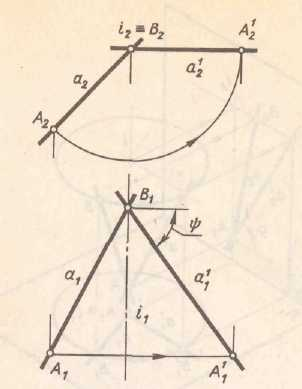 i₂ ≡ B₂
A₂¹
a₂
a₂¹
A₂
B₁
ψ
a₁
a₁¹
i₁
A₁
A₁¹